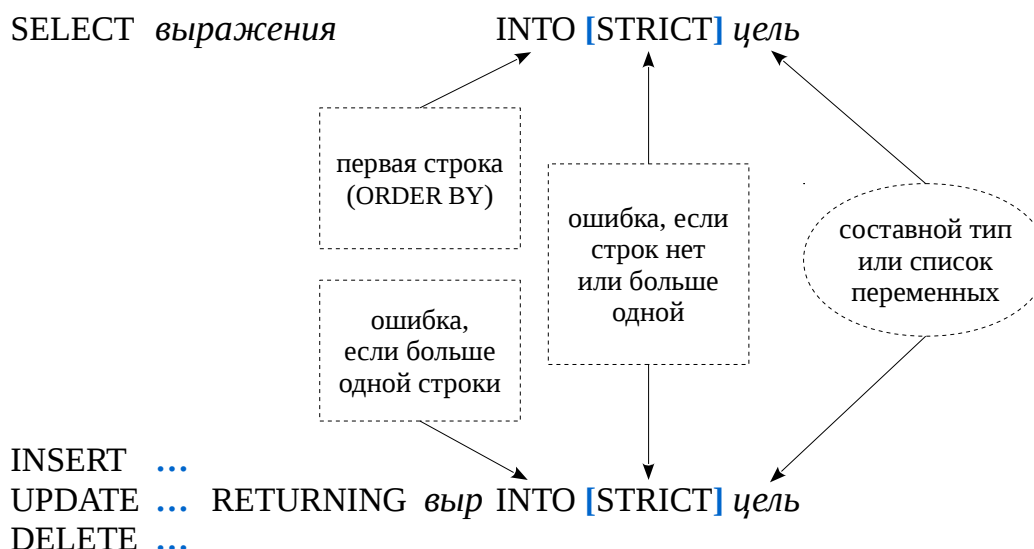 SELECT выражения INTO [STRICT] цель
первая строка
(ORDER BY)
ошибка, если
строк нет
или больше
одной
составной тип
или список
переменных
ошибка,
если больше
одной строки
INSERT ...
UPDATE ... RETURNING выр INTO [STRICT] цель
DELETE ...